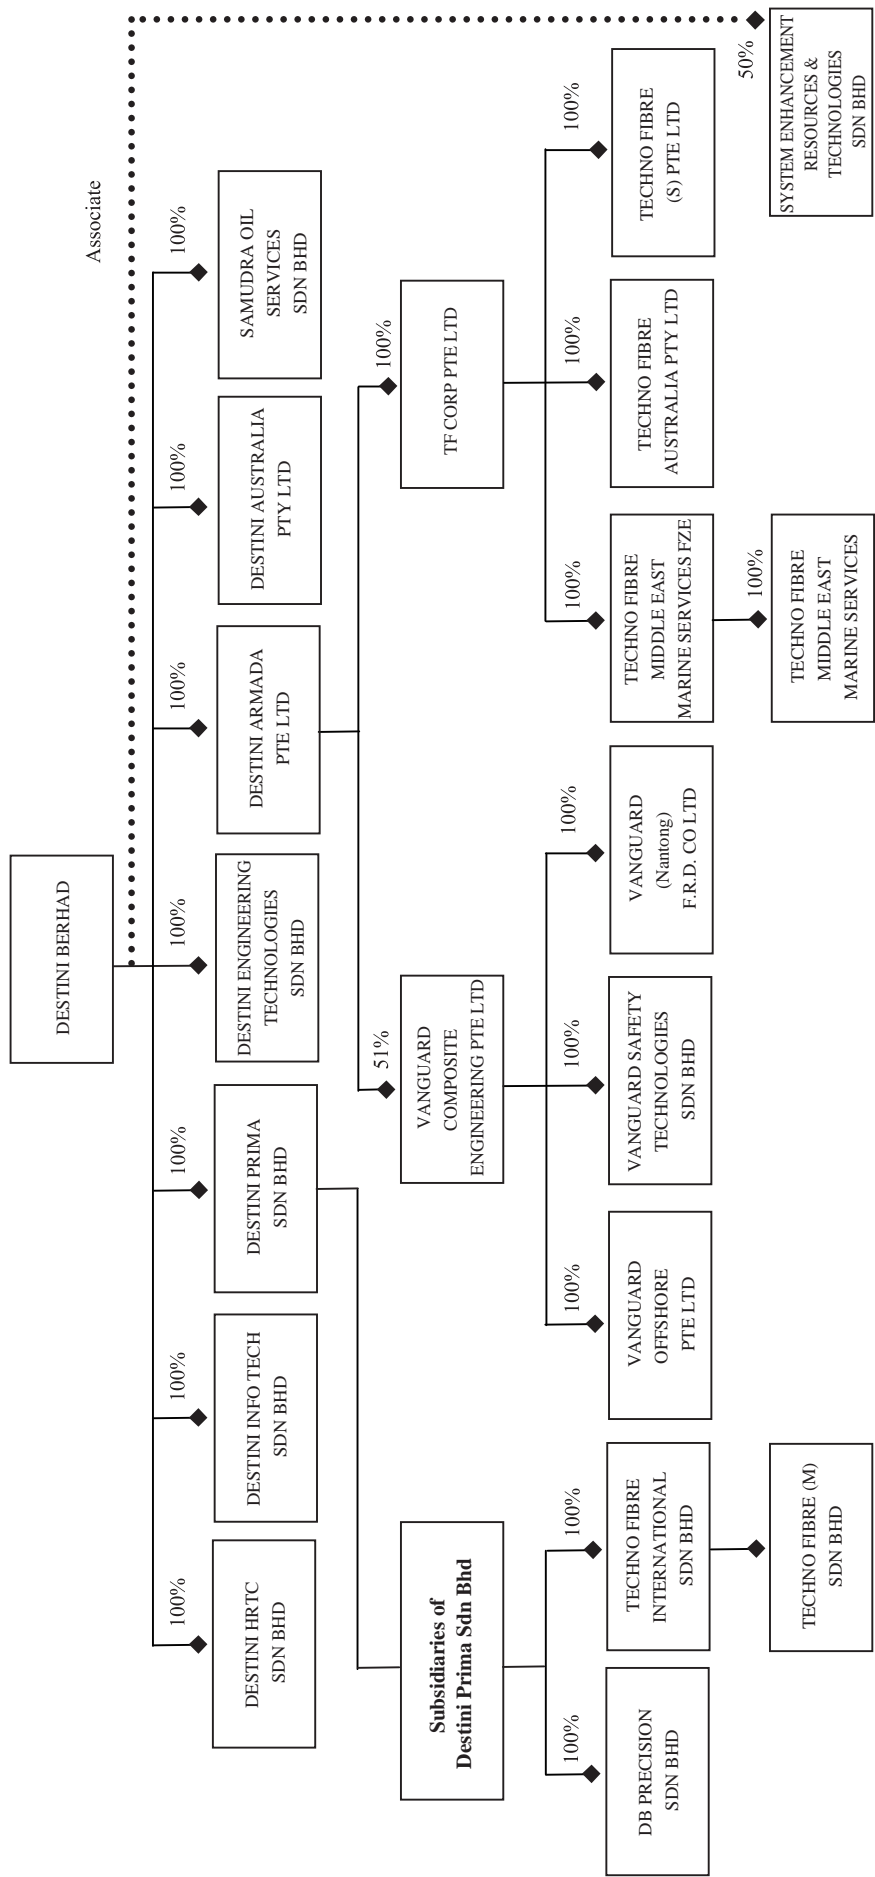 DESTINI BERHAD
Associate
100%
100%
100%
100%
100%
100%
100%
DESTINI HRTC
SDN BHD
DESTINI INFO TECH
SDN BHD
DESTINI PRIMA
SDN BHD
DESTINI ENGINEERING
TECHNOLOGIES
SDN BHD
DESTINI ARMADA
PTE LTD
DESTINI AUSTRALIA
PTY LTD
SAMUDRA OIL
SERVICES
SDN BHD
51%
100%
Subsidiaries of
Destini Prima Sdn Bhd
VANGUARD
COMPOSITE
ENGINEERING PTE LTD
TF CORP PTE LTD
100%
100%
100%
100%
100%
100%
100%
100%
DB PRECISION
SDN BHD
TECHNO FIBRE
INTERNATIONAL
SDN BHD
VANGUARD
OFFSHORE
PTE LTD
VANGUARD SAFETY
TECHNOLOGIES
SDN BHD
VANGUARD
(Nantong)
F.R.D. CO LTD
TECHNO FIBRE
MIDDLE EAST
MARINE SERVICES FZE
TECHNO FIBRE
AUSTRALIA PTY LTD
TECHNO FIBRE
(S) PTE LTD
100%
50%
TECHNO FIBRE (M)
SDN BHD
TECHNO FIBRE
MIDDLE EAST
MARINE SERVICES
SYSTEM ENHANCEMENT
RESOURCES &
TECHNOLOGIES
SDN BHD